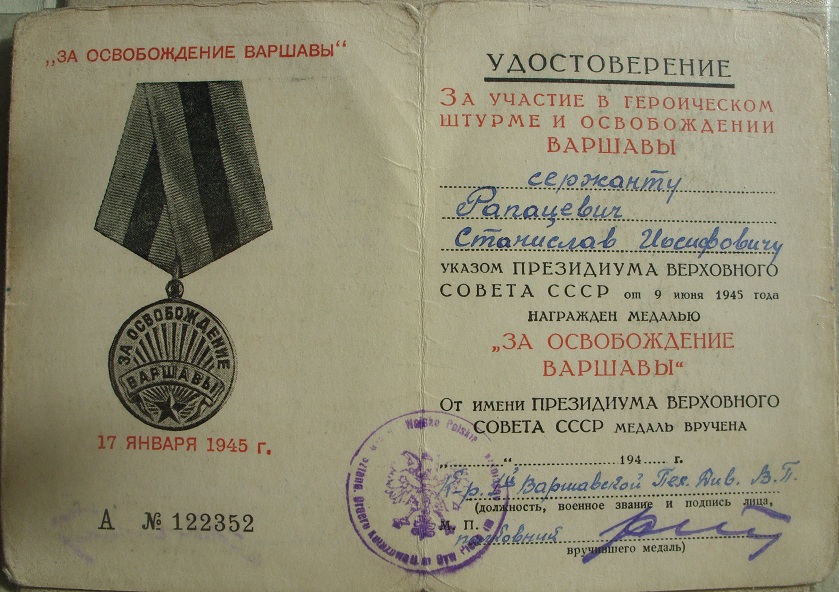 „ЗА ОСВОБОЖДЕНИЕ ВАРШАВЫ“
ЗА ОСВОБОЖДЕНИЕ
ВАРШАВЫ
17 ЯНВАРЯ 1945 г.
А № 122352
УДОСТОВЕРЕНИЕ
ЗА УЧАСТИЕ В ГЕРОИЧЕСКОМ
ШТУРМЕ И ОСВОБОЖДЕНИИ
ВАРШАВЫ
сержанту
Рапацевич
Станислав Иосифовичу
УКАЗОМ ПРЕЗИДИУМА ВЕРХОВНОГО
СОВЕТА СССР от 9 июня 1945 года
НАГРАЖДЕН МЕДАЛЬЮ
„ЗА ОСВОБОЖДЕНИЕ
ВАРШАВЫ“
От имени ПРЕЗИДИУМА ВЕРХОВНОГО
СОВЕТА СССР МЕДАЛЬ ВРУЧЕНА
„ “ 194 г.
К-р 1й Варшавской Пех. Див. В.П.
(должность, военное звание и подпись лица,
М. П.
полковник
вручившего медаль)
Wojsko Polskie